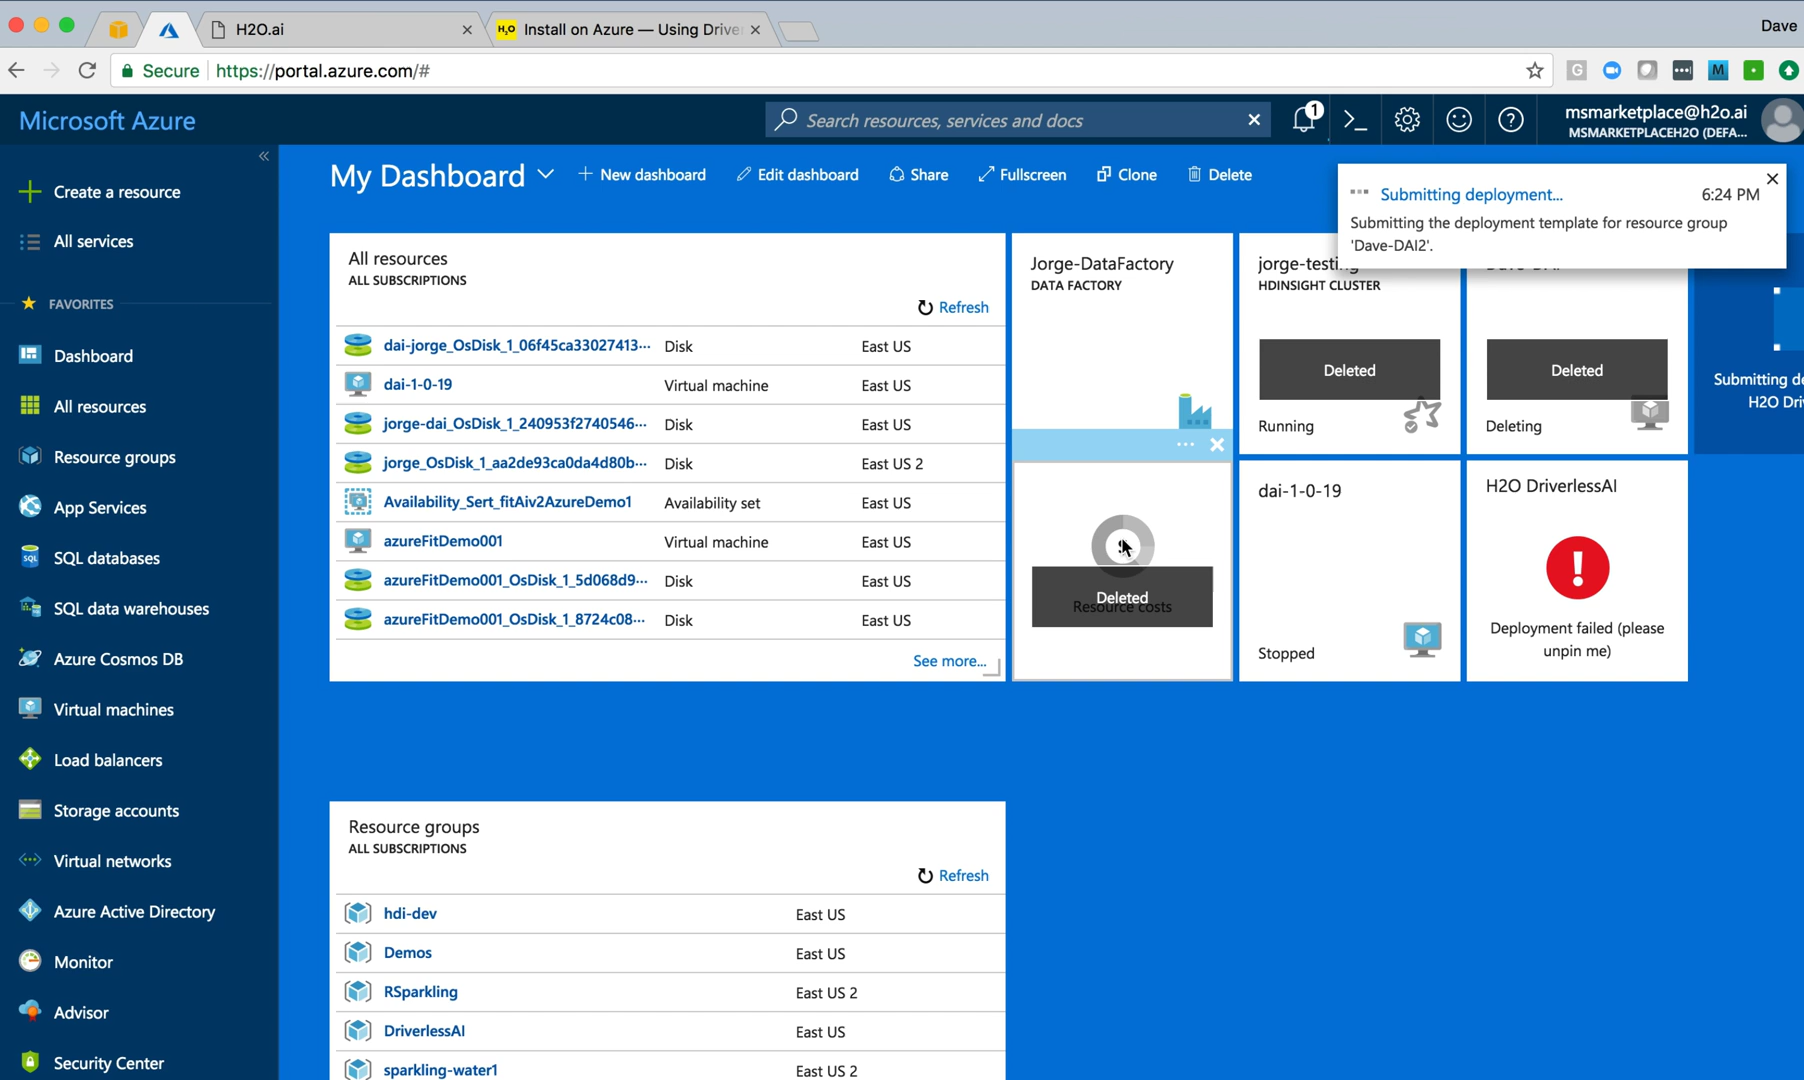 H2O.ai
H₂O Install on Azure — Using Drive
Dave
Secure https://portal.azure.com/#
G
M
Microsoft Azure
Search resources, services and docs
1
msmarketplace@h2o.ai
MSMARKETPLACEH2O (DEFA...
Create a resource
All services
FAVORITES
Dashboard
All resources
Resource groups
App Services
SQL databases
SQL data warehouses
Azure Cosmos DB
Virtual machines
Load balancers
Storage accounts
Virtual networks
Azure Active Directory
Monitor
Advisor
Security Center
My Dashboard
New dashboard
Edit dashboard
Share
Fullscreen
Clone
Delete
Submitting deployment... 6:24 PM
Submitting the deployment template for resource group
'Dave-DAI2'.
All resources
ALL SUBSCRIPTIONS
Refresh
dai-jorge_OsDisk_1_06f45ca33027413... Disk East US
dai-1-0-19 Virtual machine East US
jorge-dai_OsDisk_1_240953f2740546... Disk East US
jorge_OsDisk_1_aa2de93ca0da4d80b... Disk East US 2
Availability_Sert_fitAiv2AzureDemo1 Availability set East US
azureFitDemo001 Virtual machine East US
azureFitDemo001_OsDisk_1_5d068d9... Disk East US
azureFitDemo001_OsDisk_1_8724c08... Disk East US
See more...
Jorge-DataFactory
DATA FACTORY
Deleted
Resource costs
jorge-testing
HDINSIGHT CLUSTER
Deleted
Running
Deleted
Deleting
Submitting de
H2O Driv
dai-1-0-19
Stopped
H2O DriverlessAI
Deployment failed (please
unpin me)
Resource groups
ALL SUBSCRIPTIONS
Refresh
hdi-dev East US
Demos East US
RSparkling East US 2
DriverlessAI East US
sparkling-water1 East US 2